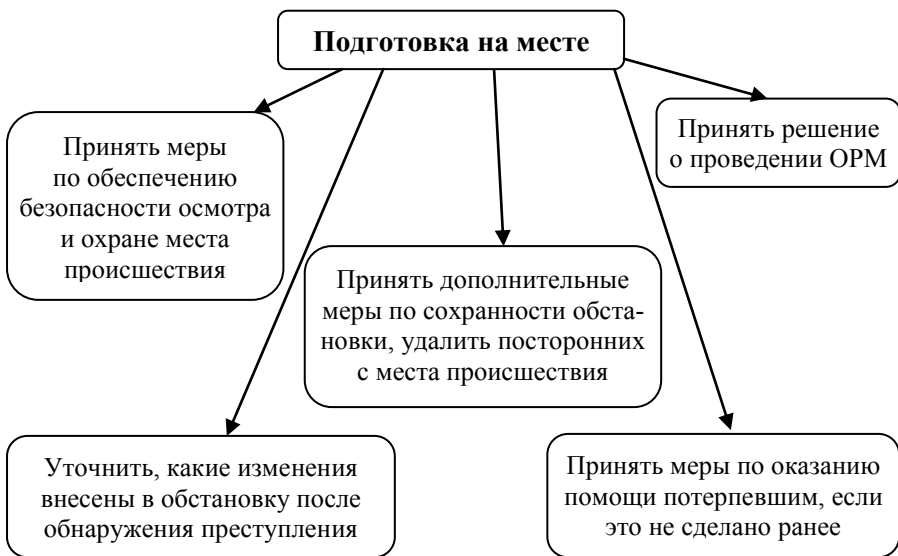 Подготовка на месте
Принять меры
по обеспечению
безопасности осмотра
и охране места
происшествия
Принять решение
о проведении ОРМ
Принять дополнительные
меры по сохранности обста-
новки, удалить посторонних
с места происшествия
Уточнить, какие изменения
внесены в обстановку после
обнаружения преступления
Принять меры по оказанию
помощи потерпевшим, если
это не сделано ранее